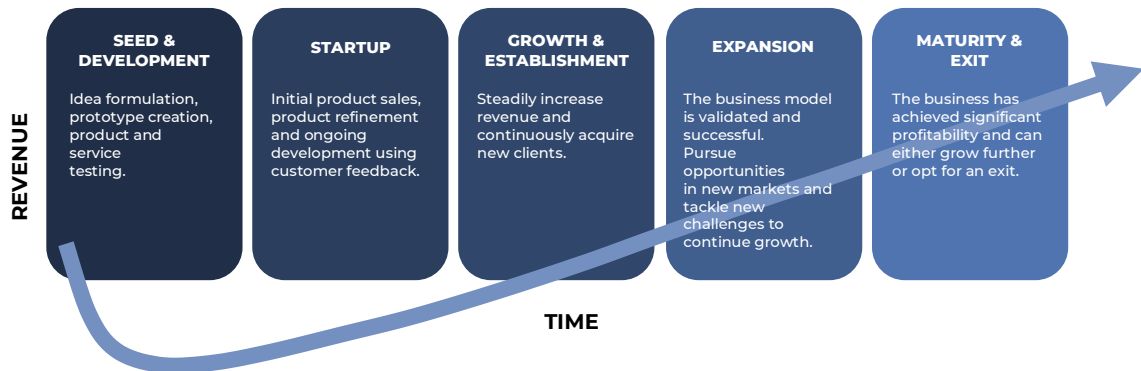 SEED &
DEVELOPMENT
Idea formulation,
prototype creation,
product and
service
testing.
STARTUP
Initial product sales,
product refinement
and ongoing
development using
customer feedback.
GROWTH &
ESTABLISHMENT
Steadily increase
revenue and
continuously acquire
new clients.
EXPANSION
The business model
is validated and
successful.
Pursue
opportunities
in new markets and
tackle new
challenges to
continue growth.
MATURITY &
EXIT
The business has
achieved significant
profitability and can
either grow further
or opt for an exit.
REVENUE
TIME